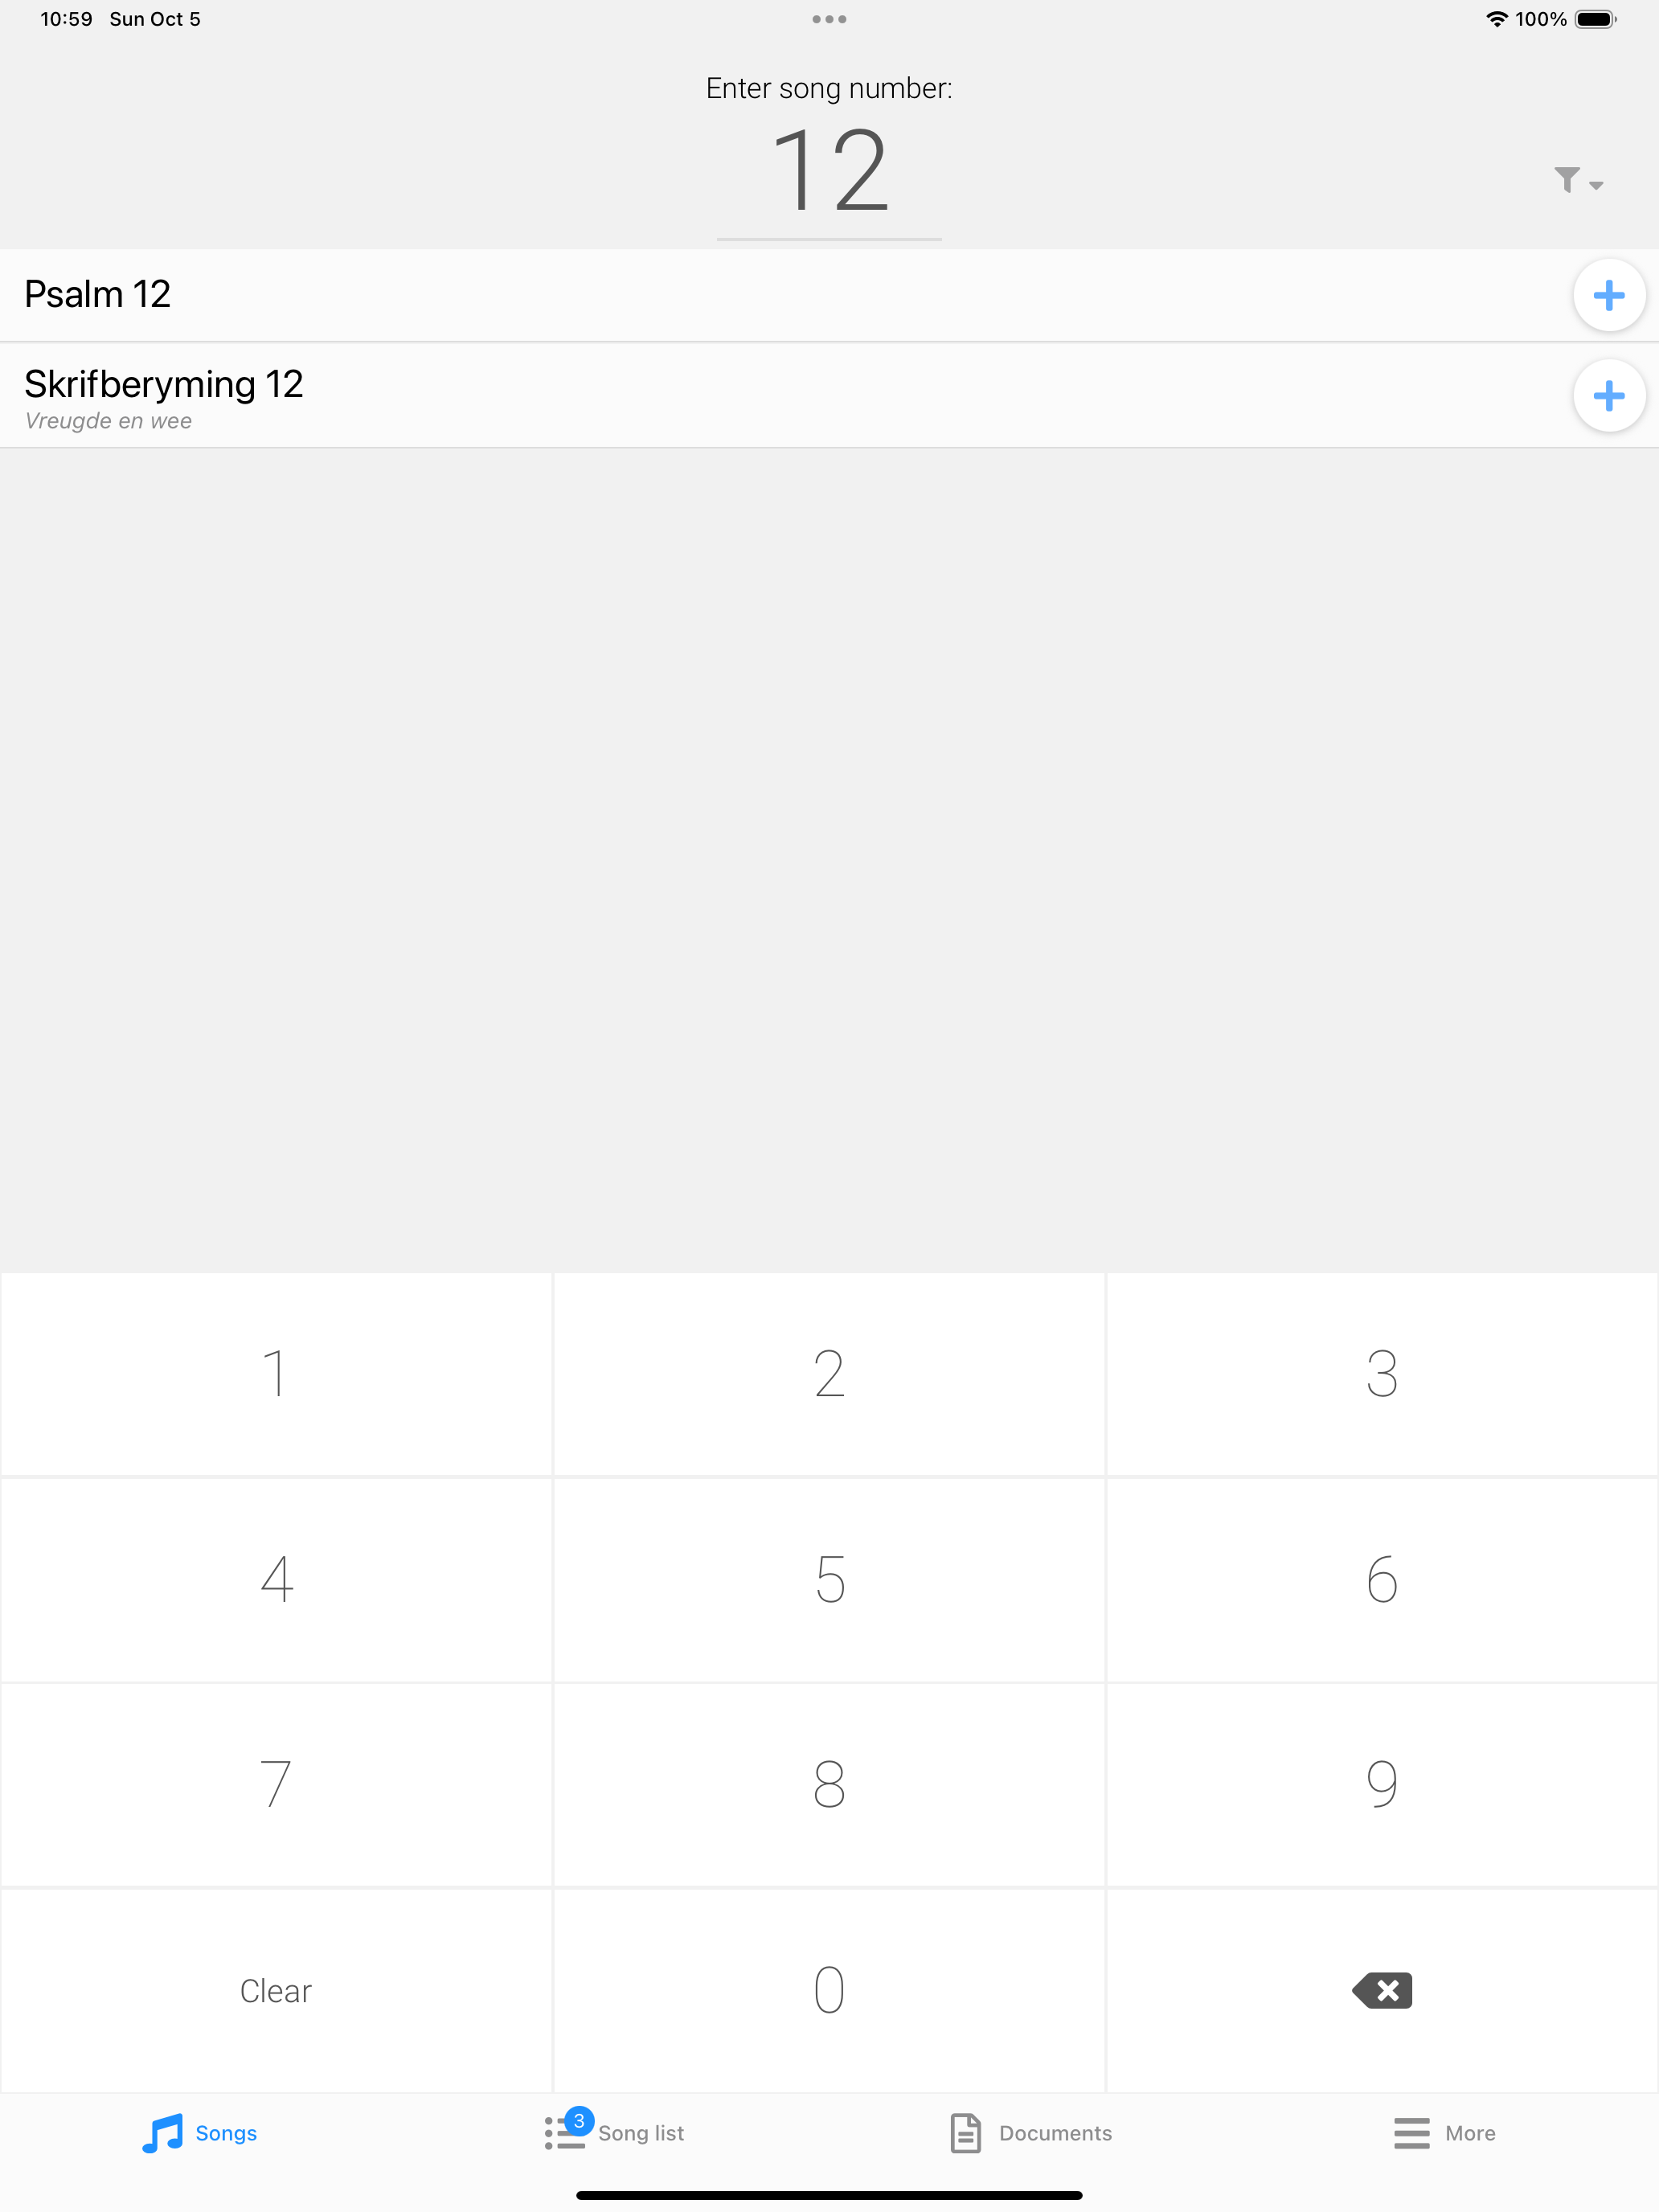 10:59 Sun Oct 5
100%
Enter song number:
12
Psalm 12
Skrifberyming 12
Vreugde en wee
1 2 3
4 5 6
7 8 9
Clear 0
Songs 3 Song list Documents More